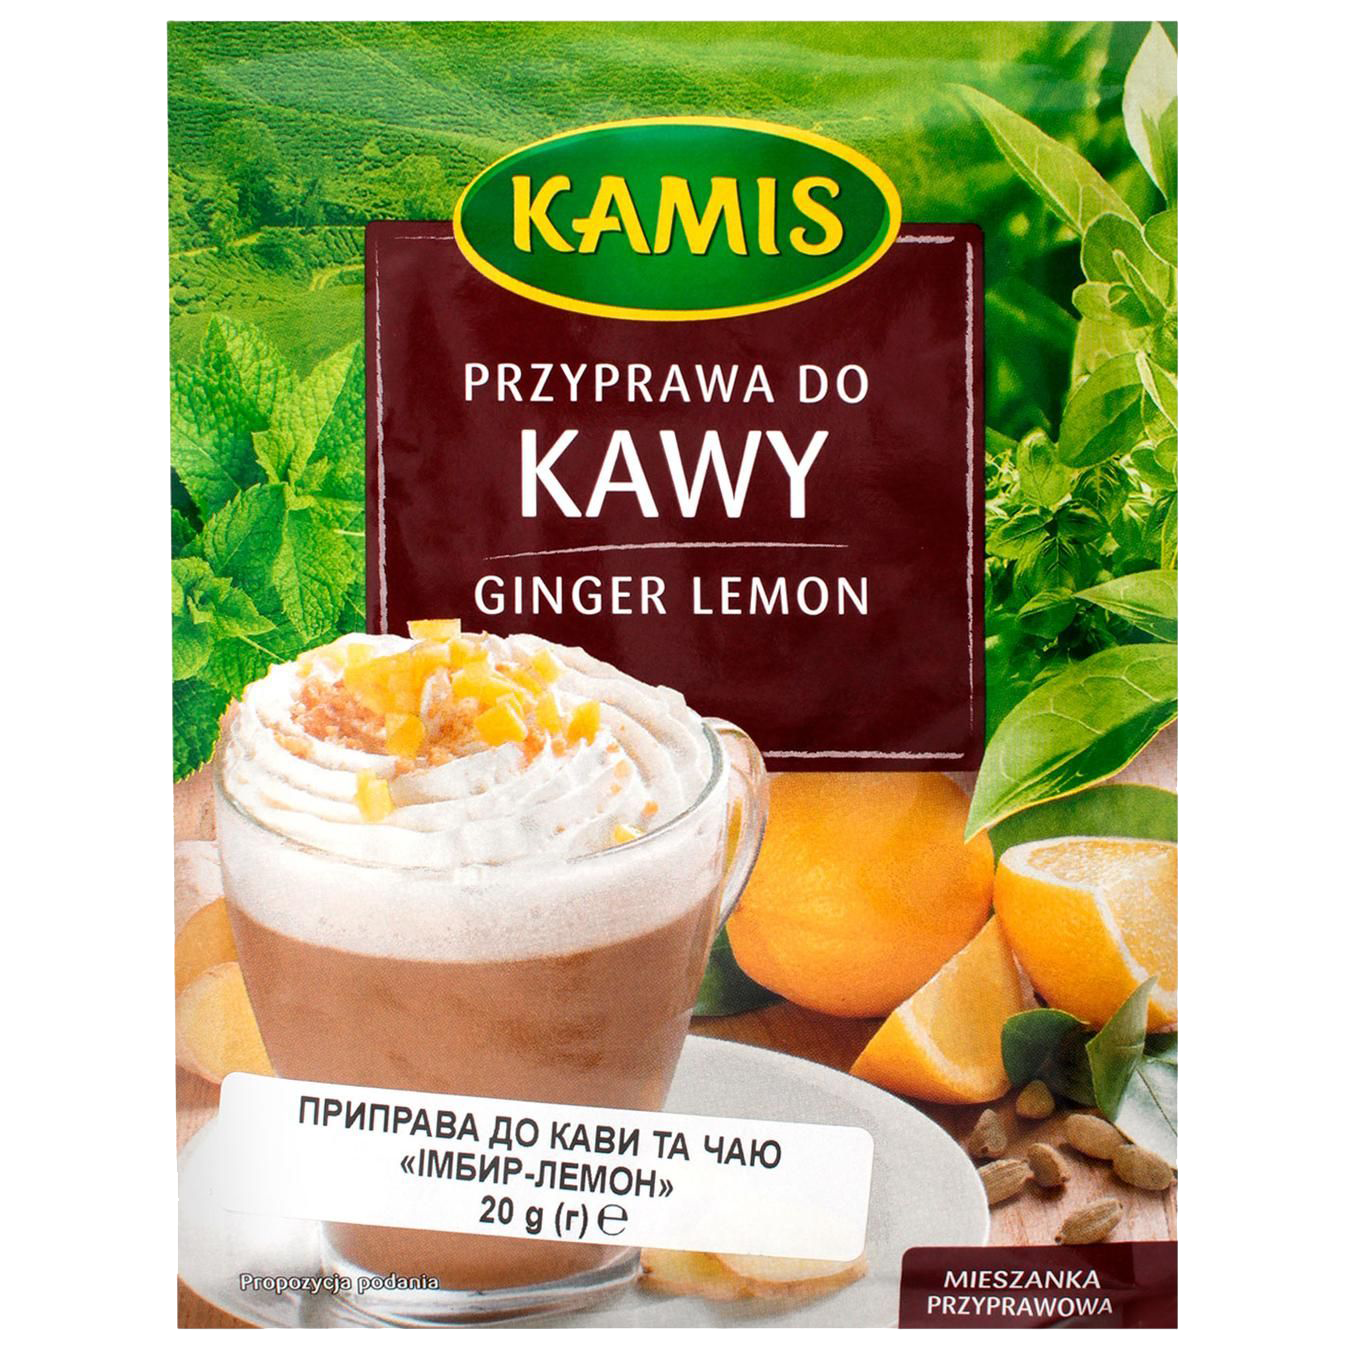 KAMIS
PRZYPRAWA DO
KAWY
GINGER LEMON
ПРИПРАВА ДО КАВИ ТА ЧАЮ
«ІМБИР-ЛЕМОН»
20 g (г) ℮
Propozycja podania
MIESZANKA
PRZYPRAWOWA